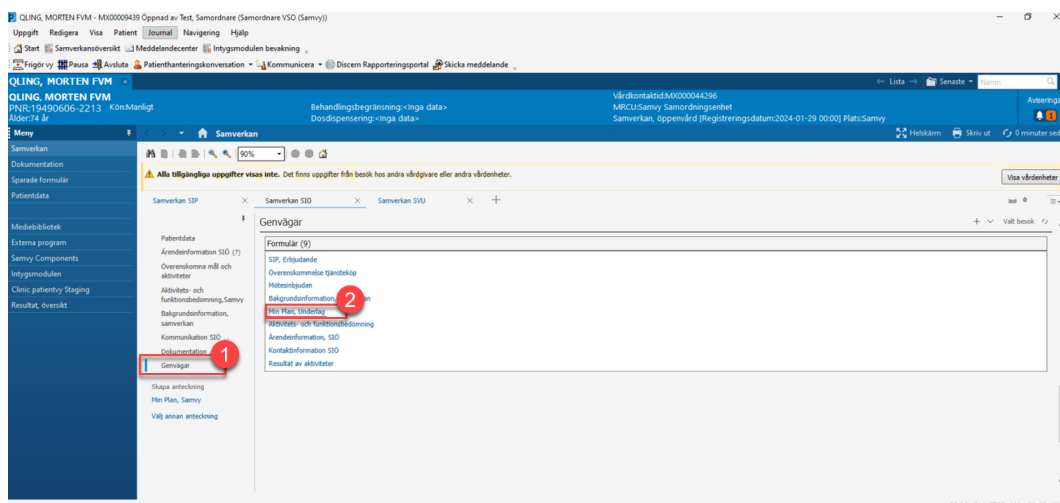 QLING, MORTEN FVM - MX00009439 Öppnad av Test, Samordnare (Samordnare VSO (Samvy))
Uppgift Redigera Visa Patient Journal Navigering Hjälp
Start Samverkansöversikt Meddelandecenter Intygsmodulen bevakning
Frigör vy Pausa Avsluta Patienthanteringskonversation Kommunicera Discern Rapporteringsportal Skicka meddelande
QLING, MORTEN FVM Lista Senaste Namn
QLING, MORTEN FVM
PNR:19490606-2213 Kön:Manligt
Ålder:74 år
Behandlingsbegränsning:<Inga data>
Dosdispensering:<Inga data>
Vårdkontaktid:MX000044296
MRCU:Samvy Samordningsenhet
Samverkan, öppenvård [Registreringsdatum:2024-01-29 00:00] Plats:Samvy
Avsering
1
Meny Samverkan Helskärm Skriv ut 0 minuter sed
Samverkan
Dokumentation
Sparade formulär
Patientdata
Mediebibliotek
Externa program
Samvy Components
Intygsmodulen
Clinic patientvy Staging
Resultat, översikt
90%
Alla tillgängliga uppgifter visas inte. Det finns uppgifter från besök hos andra vårdgivare eller andra vårdenheter.
Visa vårdenheter
Samverkan SIP Samverkan SIO Samverkan SVU
Patientdata
Ärendeinformation SIO (7)
Överenskomna mål och
aktiviteter
Aktivitets- och
funktionsbedömning,Samvy
Bakgrundsinformation,
samverkan
Kommunikation SIO ...
Dokumentation
1
Genvägar
Skapa anteckning
Min Plan, Samvy
Välj annan anteckning
Genvägar
Valt besök
Formulär (9)
SIP, Erbjudande
Överenskommelse tjänsteköp
Mötesinbjudan
Bakgrundsinformation,
2
Min Plan, Underlag
Aktivitets- och funktionsbedömning
Ärendeinformation, SIO
Kontaktinformation SIO
Resultat av aktiviteter